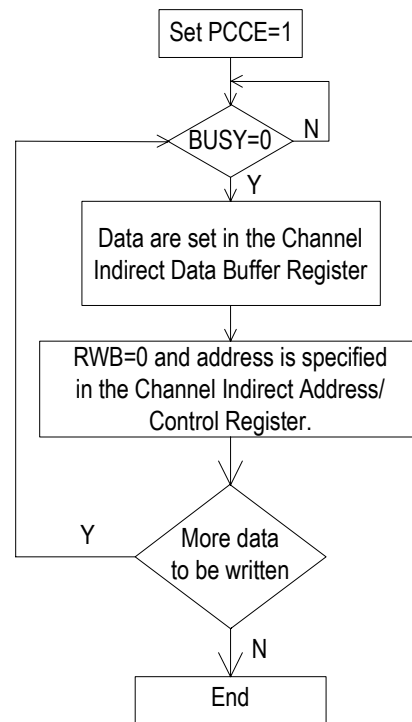 Set PCCE=1
BUSY=0
N
Y
Data are set in the Channel
Indirect Data Buffer Register
RWB=0 and address is specified
in the Channel Indirect Address/
Control Register.
Y
More data
to be written
N
End